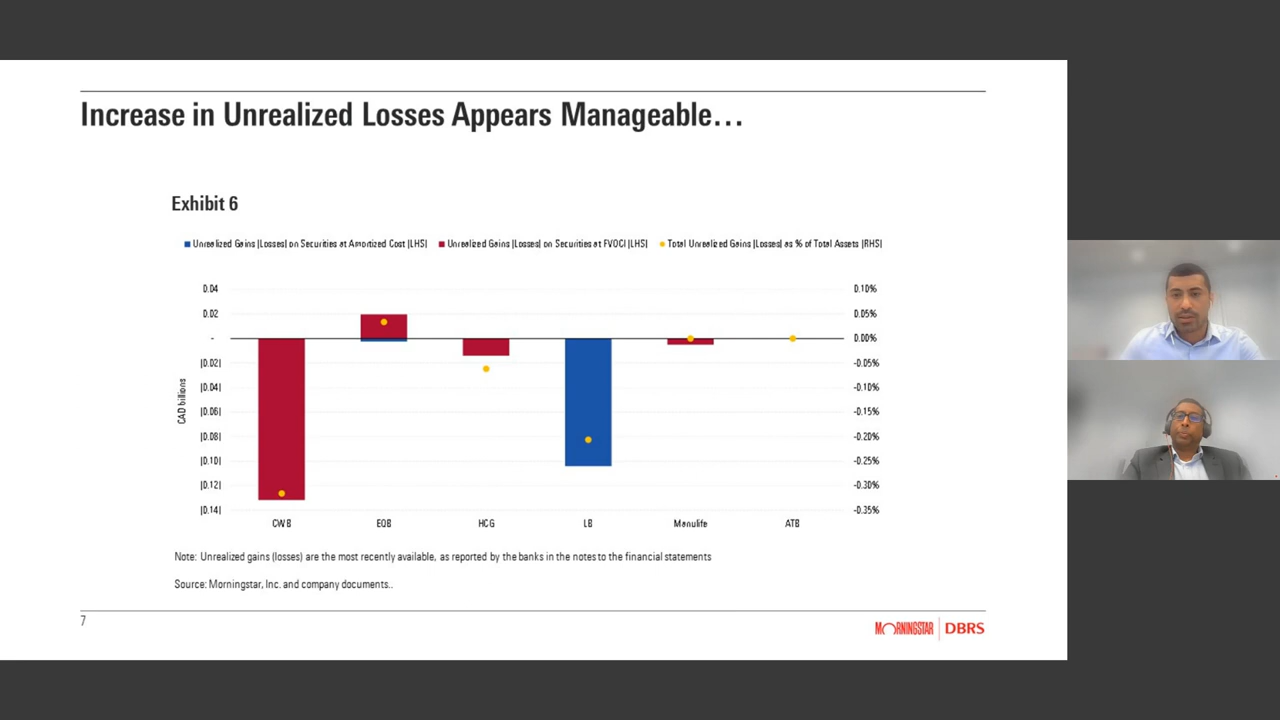 Increase in Unrealized Losses Appears Manageable…
Exhibit 6
Unrealized Gains (Losses) on Securities at Amortized Cost (LHS) Unrealized Gains (Losses) on Securities at FVOCI (LHS) Total Unrealized Gains (Losses) as % of Total Assets (RHS)
0.04 0.10%
0.02 0.05%
- 0.00%
(0.02) -0.05%
(0.04) -0.10%
(0.06) -0.15%
(0.08) -0.20%
(0.10) -0.25%
(0.12) -0.30%
(0.14) -0.35%
CAD billions
CWB EQB HCG LB Manulife ATB
Note: Unrealized gains (losses) are the most recently available, as reported by the banks in the notes to the financial statements
Source: Morningstar, Inc. and company documents..
7
MORNINGSTAR DBRS